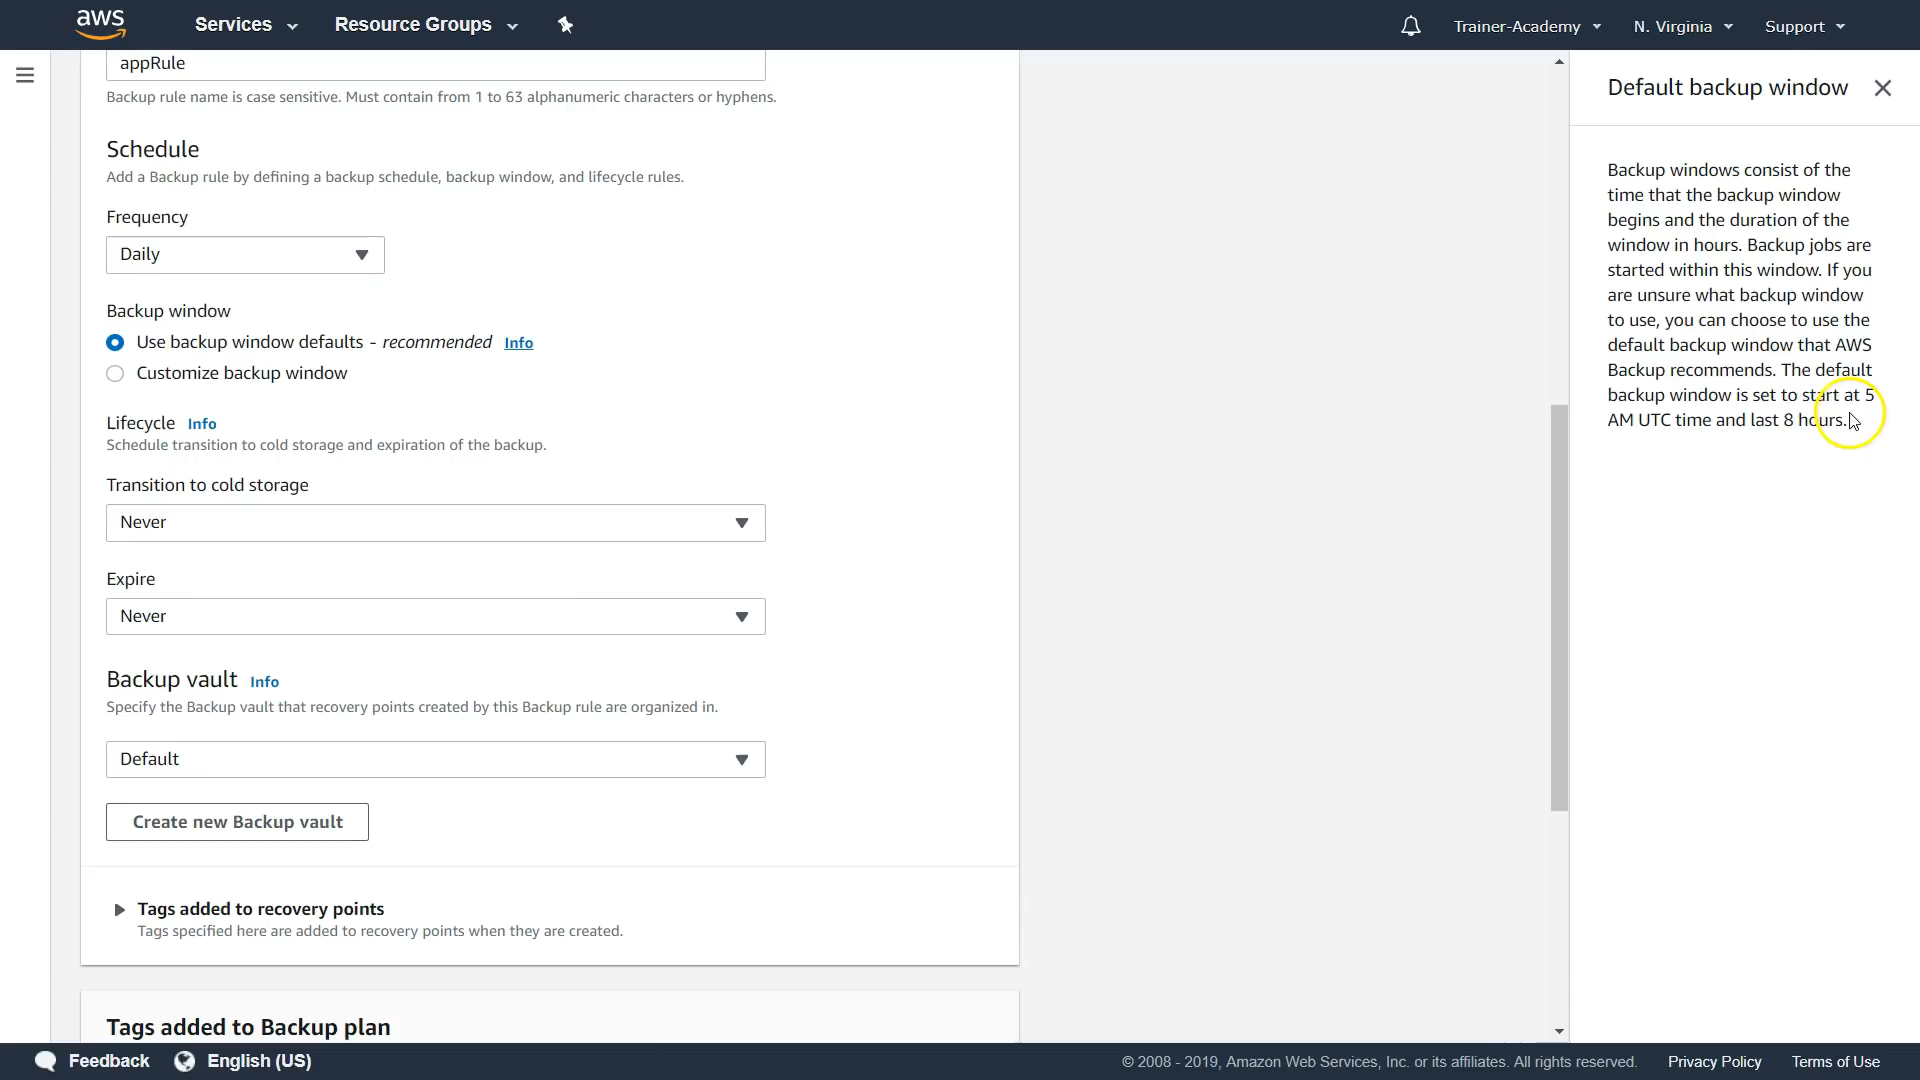 aws
Services
Resource Groups
Trainer-Academy
N. Virginia
Support
appRule
Backup rule name is case sensitive. Must contain from 1 to 63 alphanumeric characters or hyphens.
Schedule
Add a Backup rule by defining a backup schedule, backup window, and lifecycle rules.
Frequency
Daily
Backup window
Use backup window defaults - recommended Info
Customize backup window
Lifecycle Info
Schedule transition to cold storage and expiration of the backup.
Transition to cold storage
Never
Expire
Never
Backup vault Info
Specify the Backup vault that recovery points created by this Backup rule are organized in.
Default
Create new Backup vault
Tags added to recovery points
Tags specified here are added to recovery points when they are created.
Tags added to Backup plan
Default backup window
Backup windows consist of the
time that the backup window
begins and the duration of the
window in hours. Backup jobs are
started within this window. If you
are unsure what backup window
to use, you can choose to use the
default backup window that AWS
Backup recommends. The default
backup window is set to start at 5
AM UTC time and last 8 hours.
Feedback
English (US)
© 2008 - 2019, Amazon Web Services, Inc. or its affiliates. All rights reserved.
Privacy Policy
Terms of Use